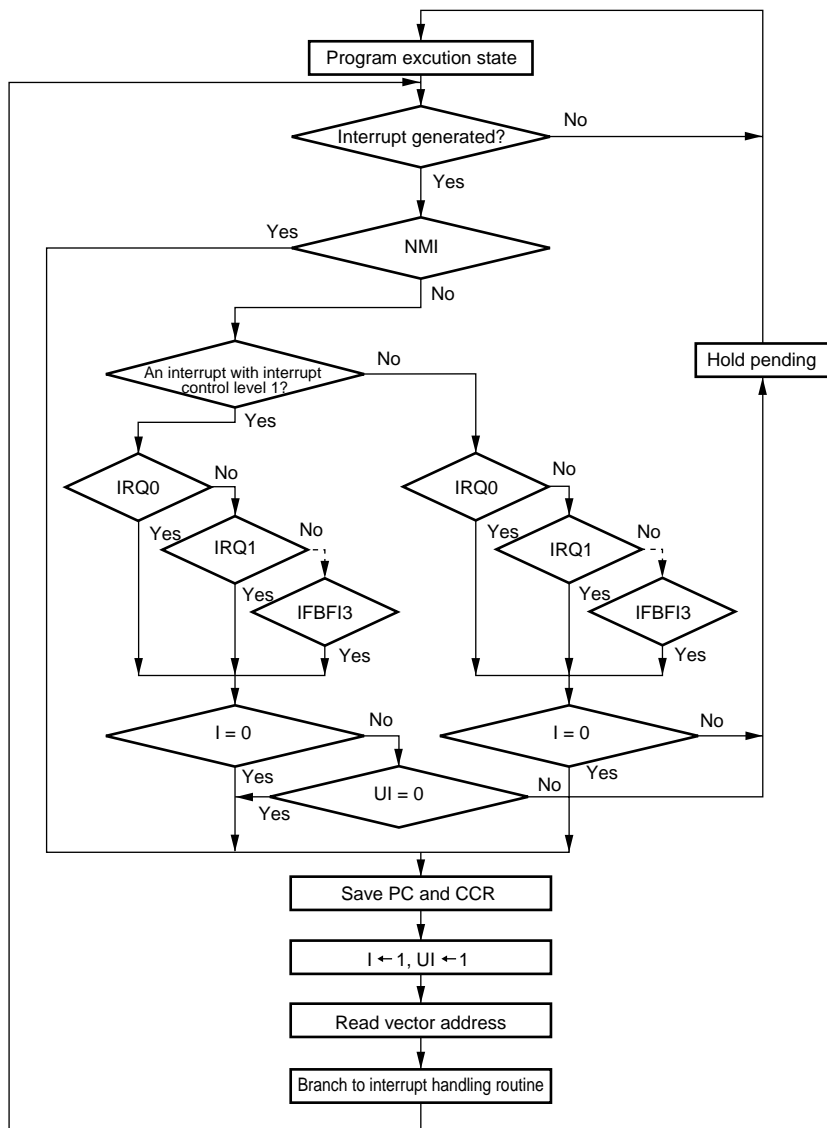 Program excution state
Interrupt generated?
No
Yes
Yes
NMI
No
An interrupt with interrupt
control level 1?
No
Yes
Hold pending
IRQ0
No
Yes
IRQ1
No
Yes
IFBFI3
Yes
IRQ0
No
Yes
IRQ1
No
Yes
IFBFI3
Yes
I = 0
No
Yes
UI = 0
No
Yes
I = 0
No
Yes
Save PC and CCR
I ← 1, UI ← 1
Read vector address
Branch to interrupt handling routine